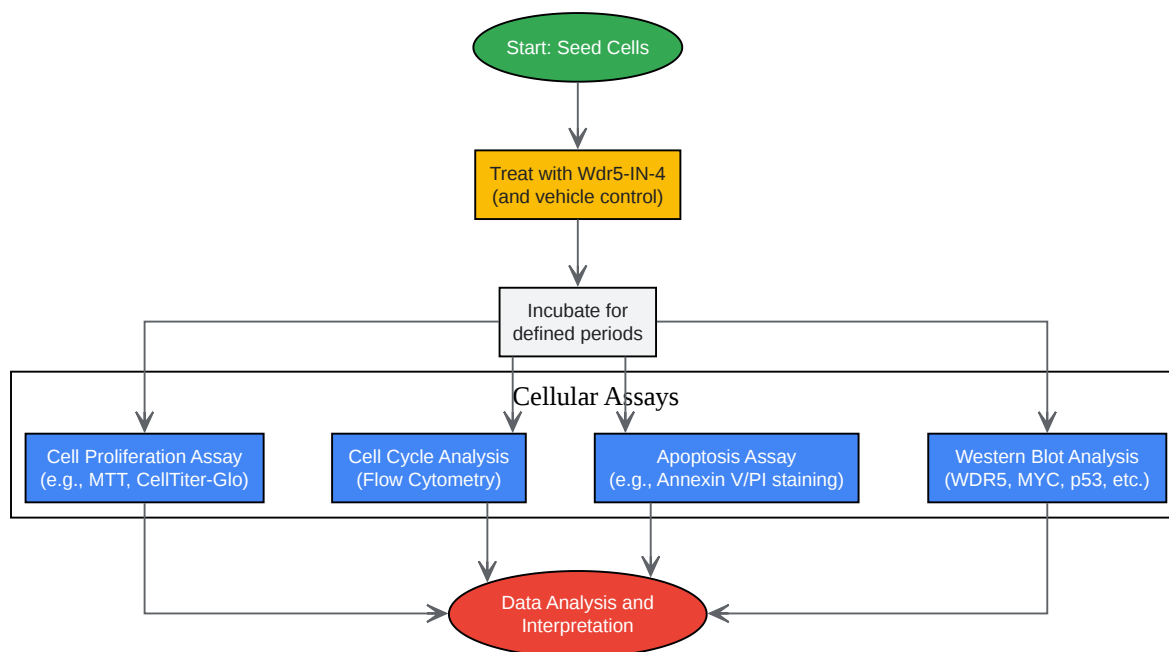 Start: Seed Cells
Treat with Wdr5-IN-4
(and vehicle control)
Incubate for
defined periods
Cellular Assays
Cell Proliferation Assay
(e.g., MTT, CellTiter-Glo)
Cell Cycle Analysis
(Flow Cytometry)
Apoptosis Assay
(e.g., Annexin V/PI staining)
Western Blot Analysis
(WDR5, MYC, p53, etc.)
Data Analysis and
Interpretation